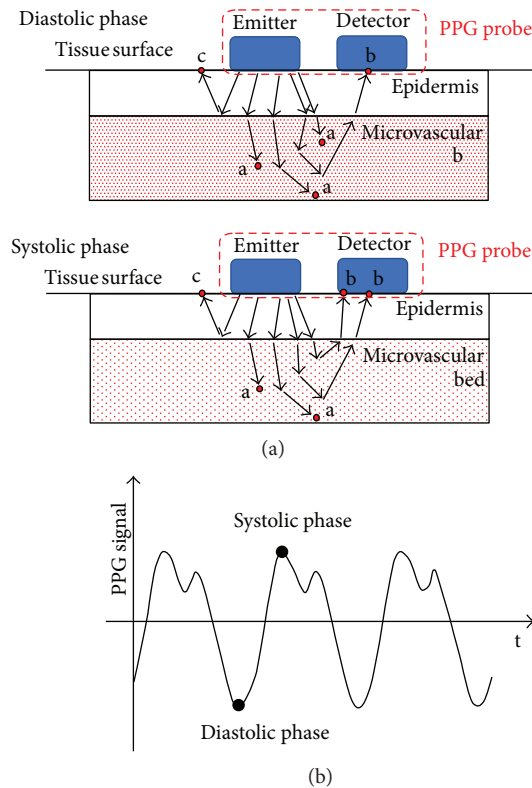 Diastolic phase
Emitter
Detector
PPG probe
Tissue surface
c
b
Epidermis
Microvascular
b
a
a
a
Systolic phase
Emitter
Detector
PPG probe
Tissue surface
c
b b
Epidermis
Microvascular
bed
a
a
(a)
PPG signal
Systolic phase
t
Diastolic phase
(b)